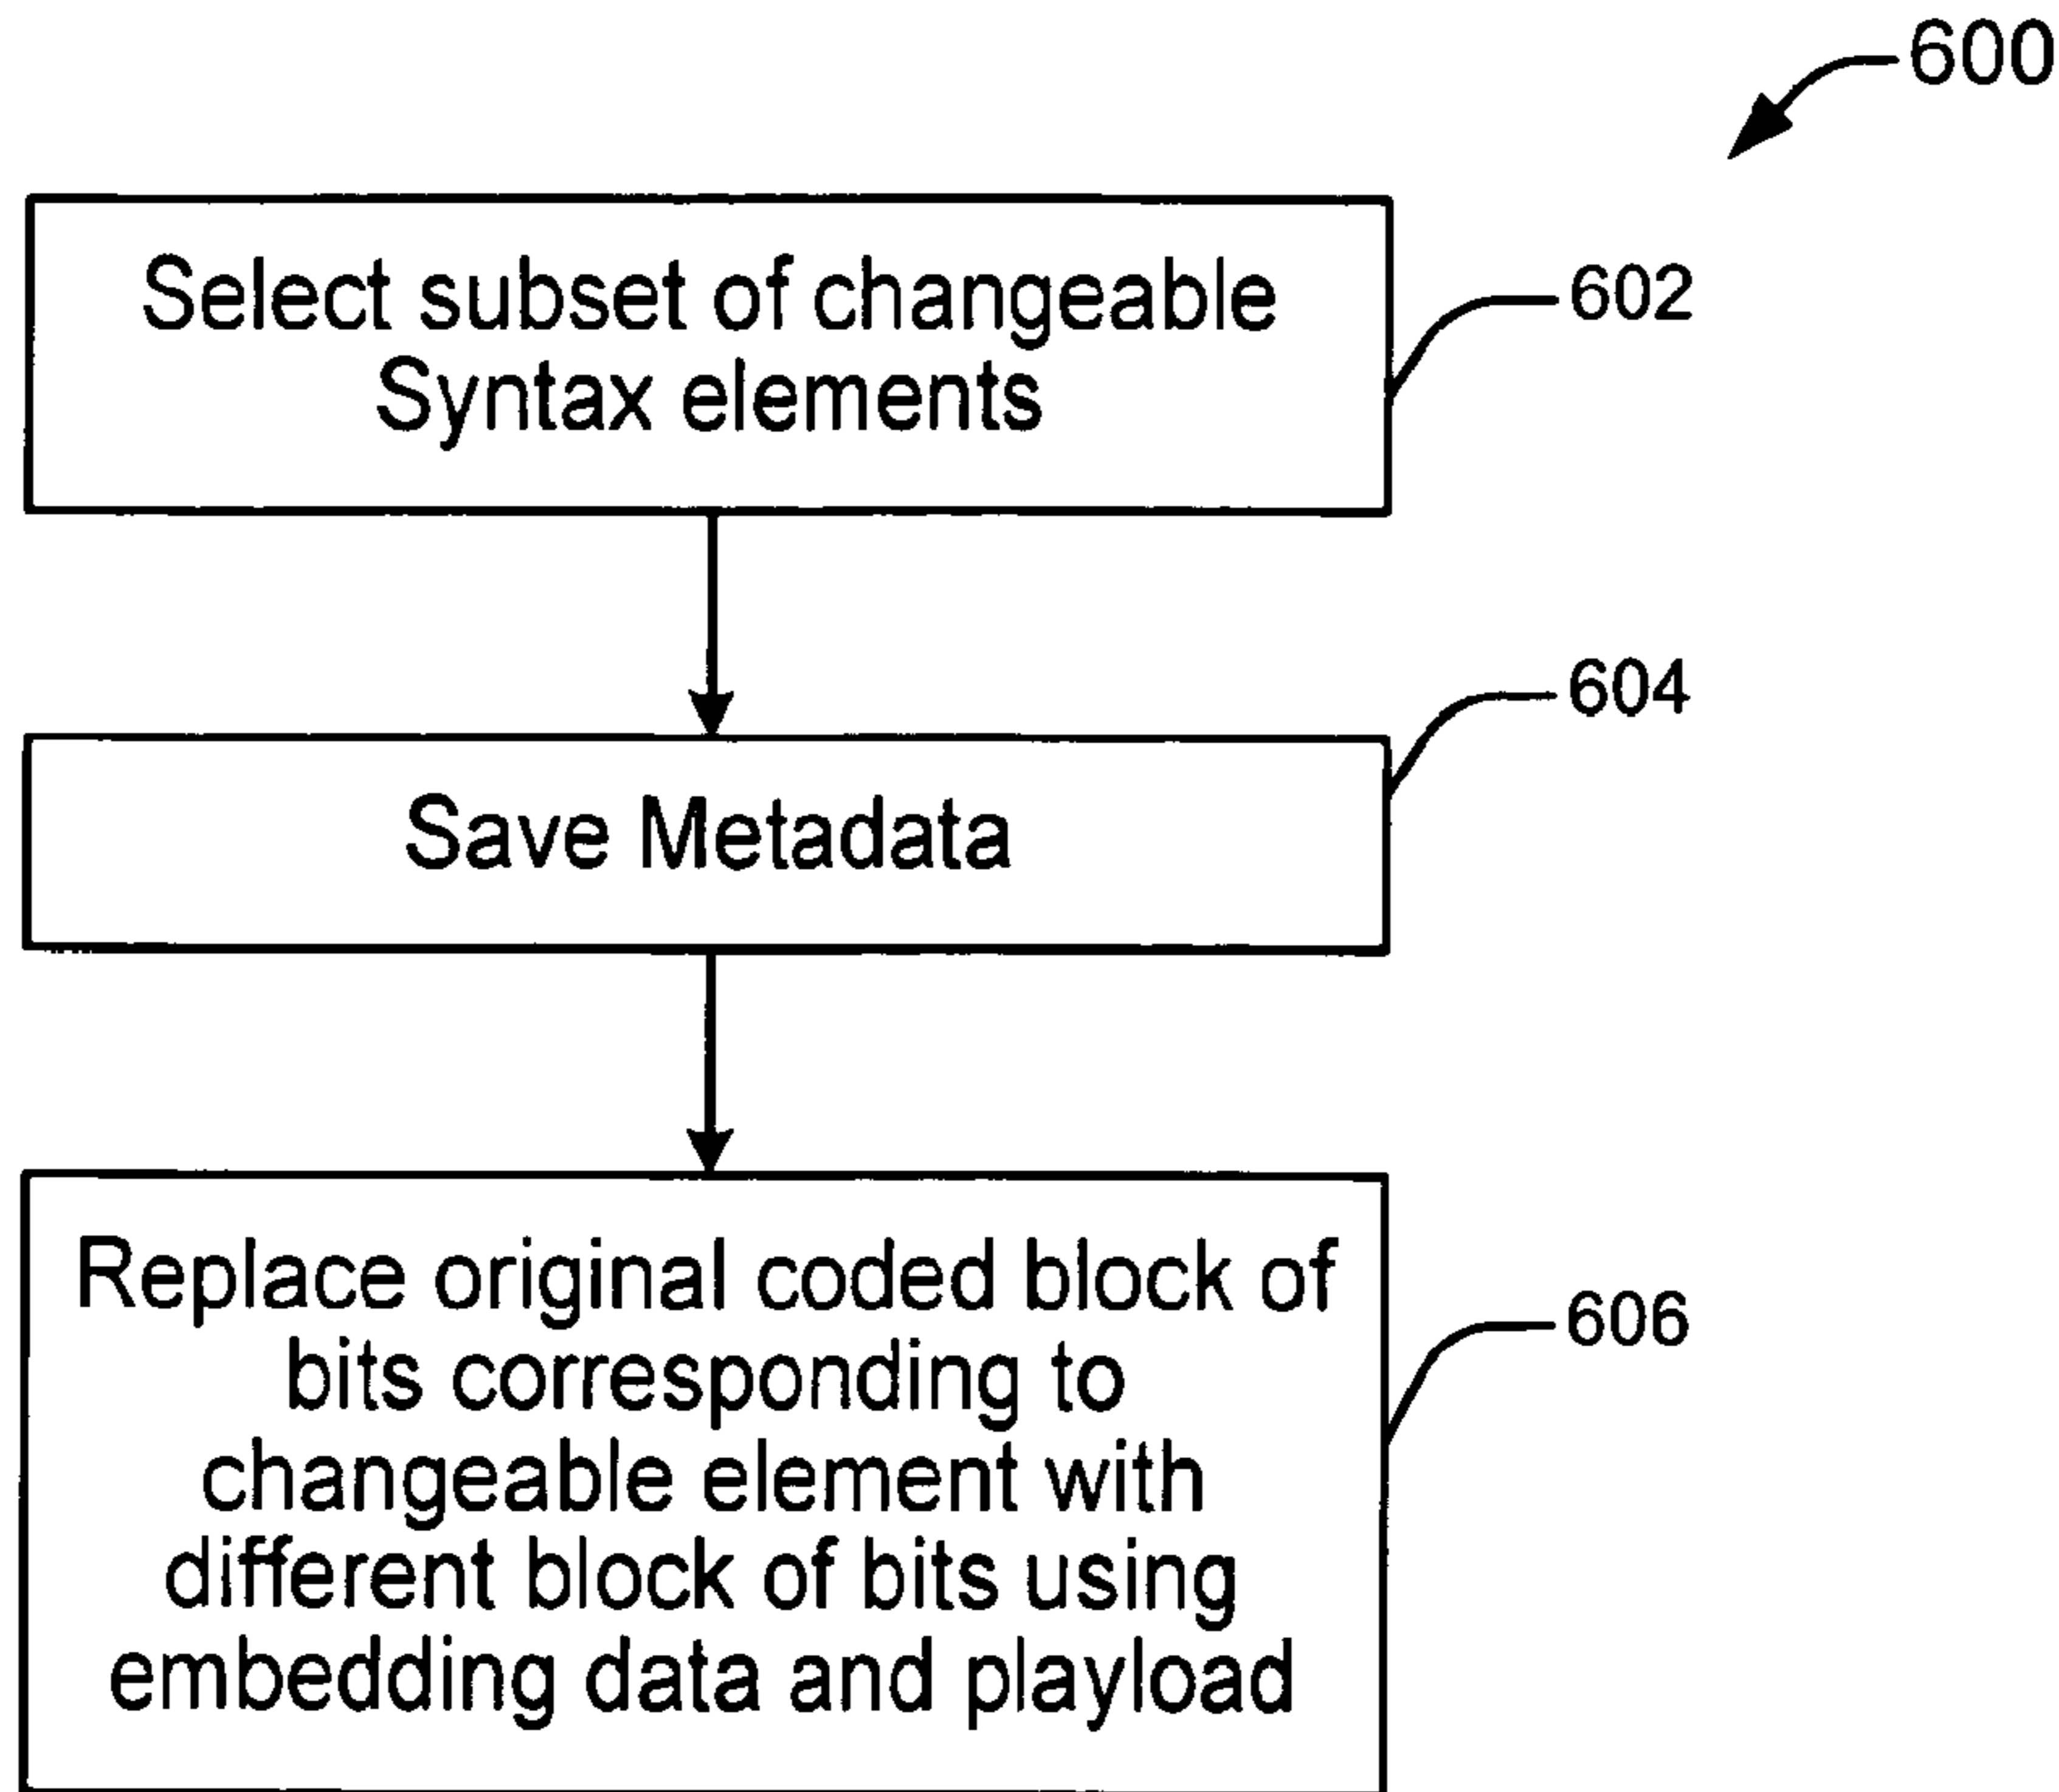 600
Select subset of changeable
Syntax elements
602
Save Metadata
604
Replace original coded block of
bits corresponding to
changeable element with
different block of bits using
embedding data and playload
606